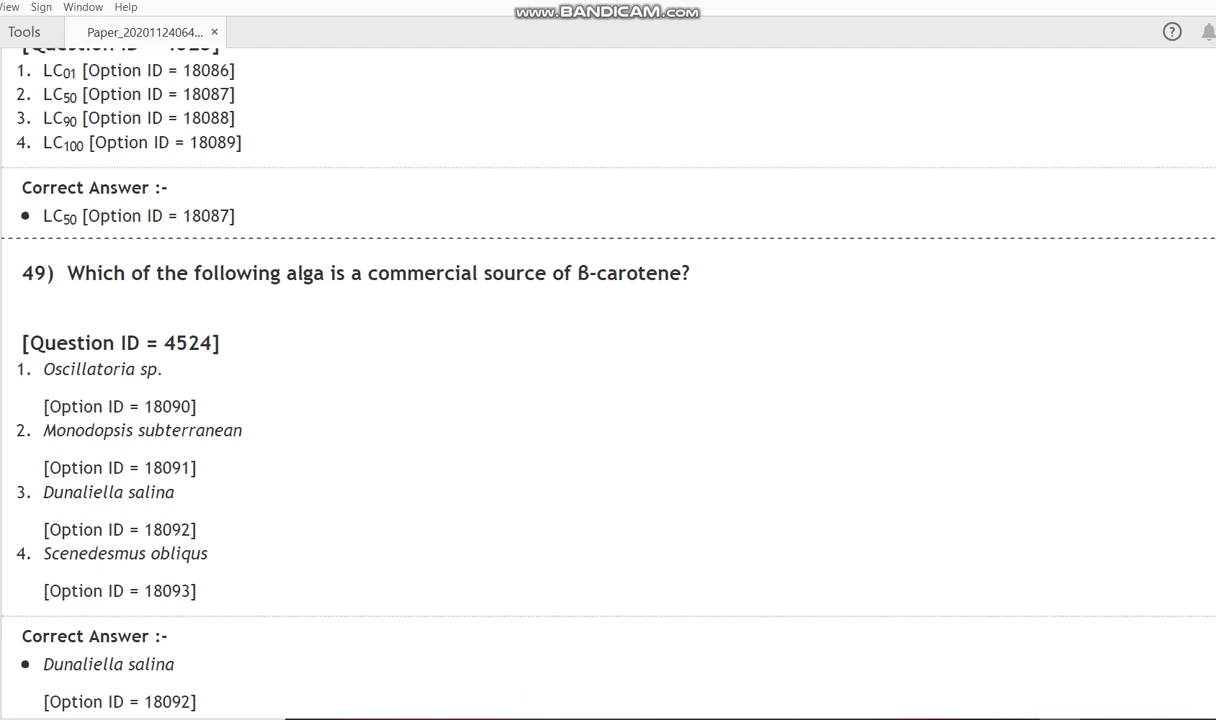 View Sign Window Help
www.BANDICAM.com
Tools
Paper_20201124064... ×
?
[Question ID = 4523]
1. LC01 [Option ID = 18086]
2. LC50 [Option ID = 18087]
3. LC90 [Option ID = 18088]
4. LC100 [Option ID = 18089]
Correct Answer :-
• LC50 [Option ID = 18087]
49) Which of the following alga is a commercial source of ß-carotene?
[Question ID = 4524]
1. Oscillatoria sp.
[Option ID = 18090]
2. Monodopsis subterranean
[Option ID = 18091]
3. Dunaliella salina
[Option ID = 18092]
4. Scenedesmus obliqus
[Option ID = 18093]
Correct Answer :-
• Dunaliella salina
[Option ID = 18092]